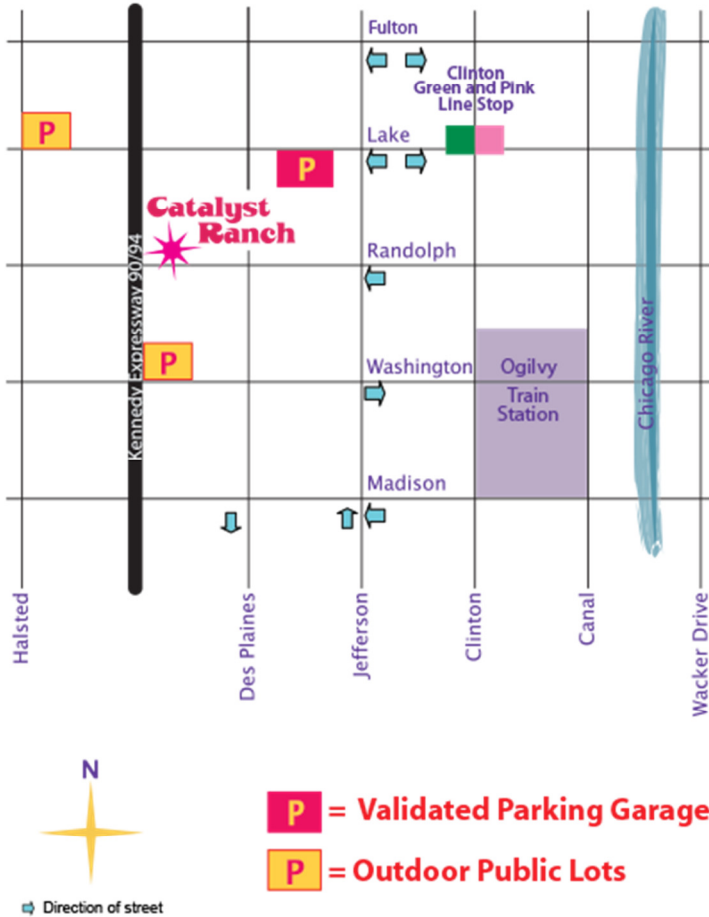 Fulton
Clinton
Green and Pink
Line Stop
P
Lake
P
Catalyst
Ranch
Randolph
Kennedy Expressway 90/94
Chicago River
P
Washington
Ogilvy
Train
Station
Madison
Halsted
Des Plaines
Jefferson
Clinton
Canal
Wacker Drive
N
P = Validated Parking Garage
P = Outdoor Public Lots
Direction of street